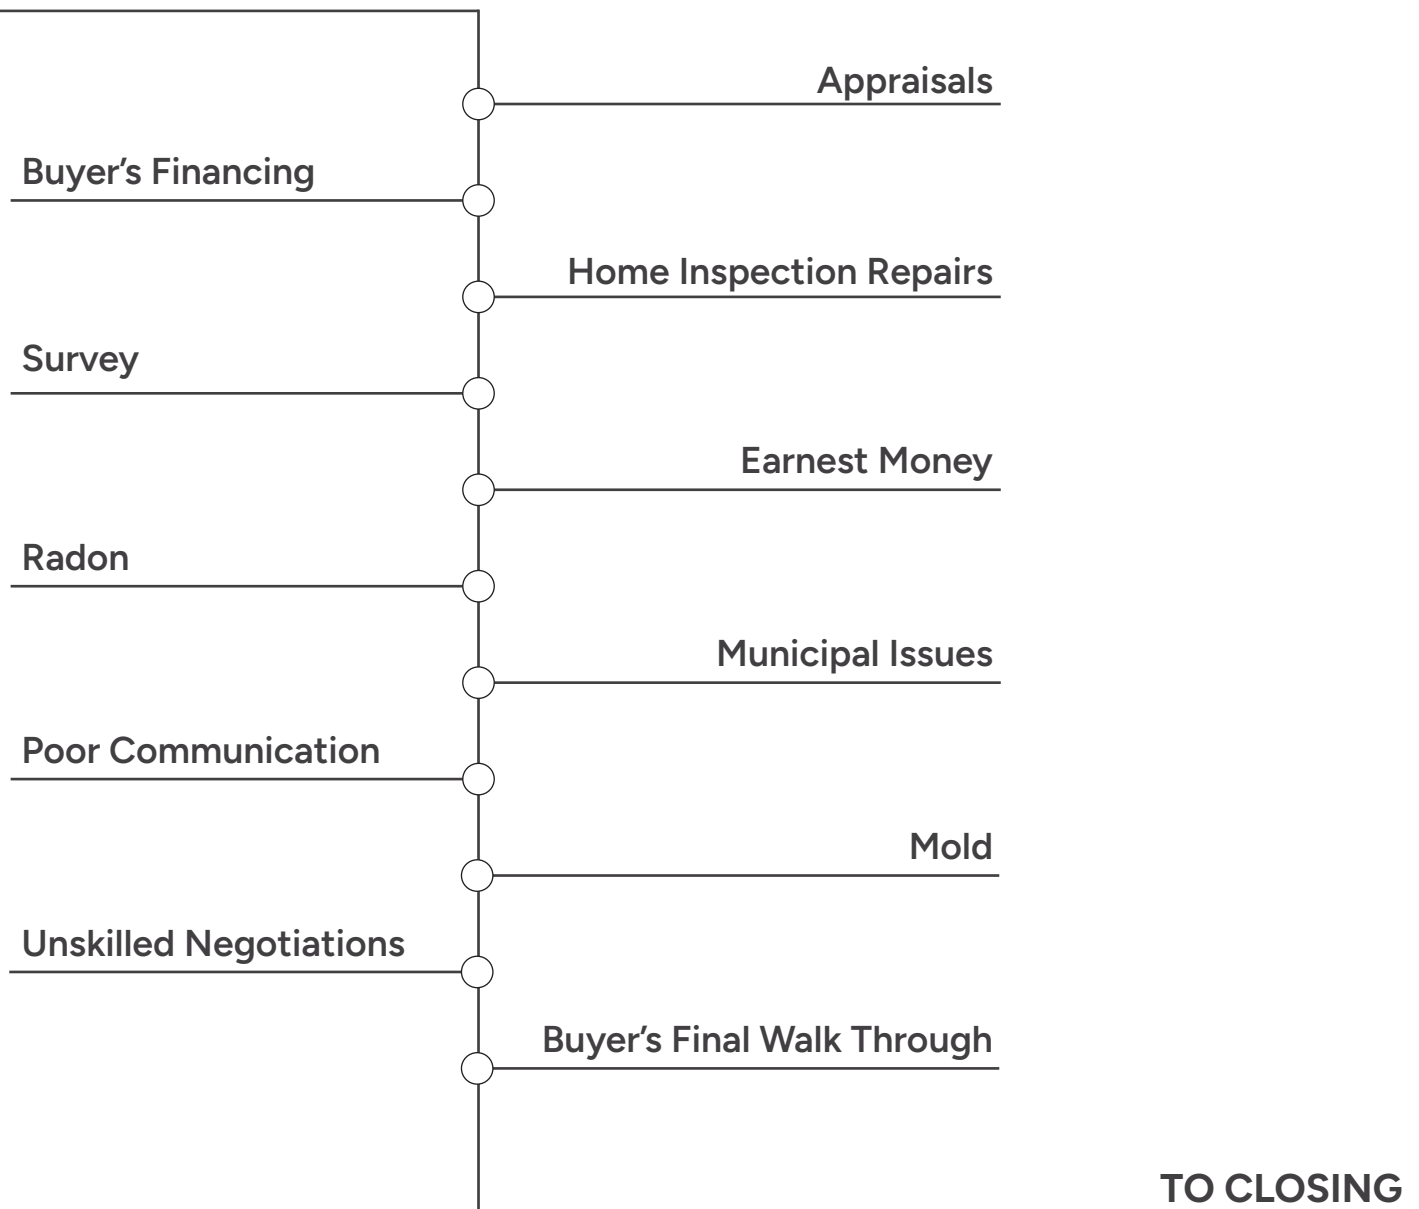 Appraisals
Buyer’s Financing
Home Inspection Repairs
Survey
Earnest Money
Radon
Municipal Issues
Poor Communication
Mold
Unskilled Negotiations
Buyer’s Final Walk Through
TO CLOSING